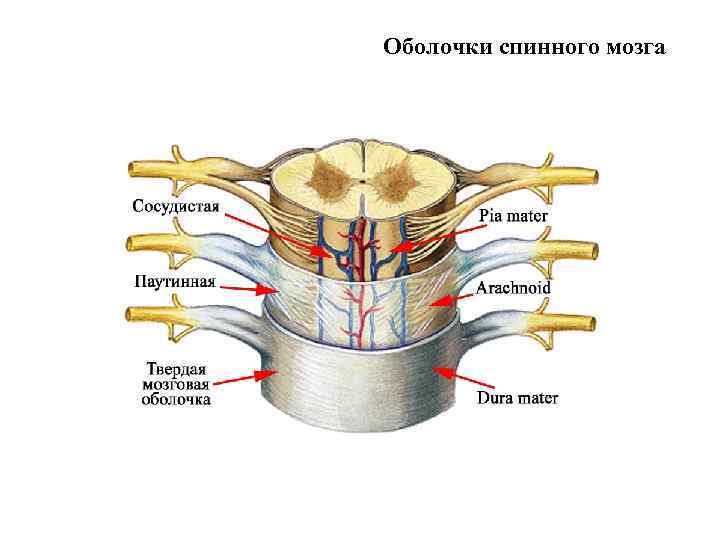 Оболочки спинного мозга
Сосудистая
Pia mater
Паутинная
Arachnoid
Твердая
мозговая
оболочка
Dura mater